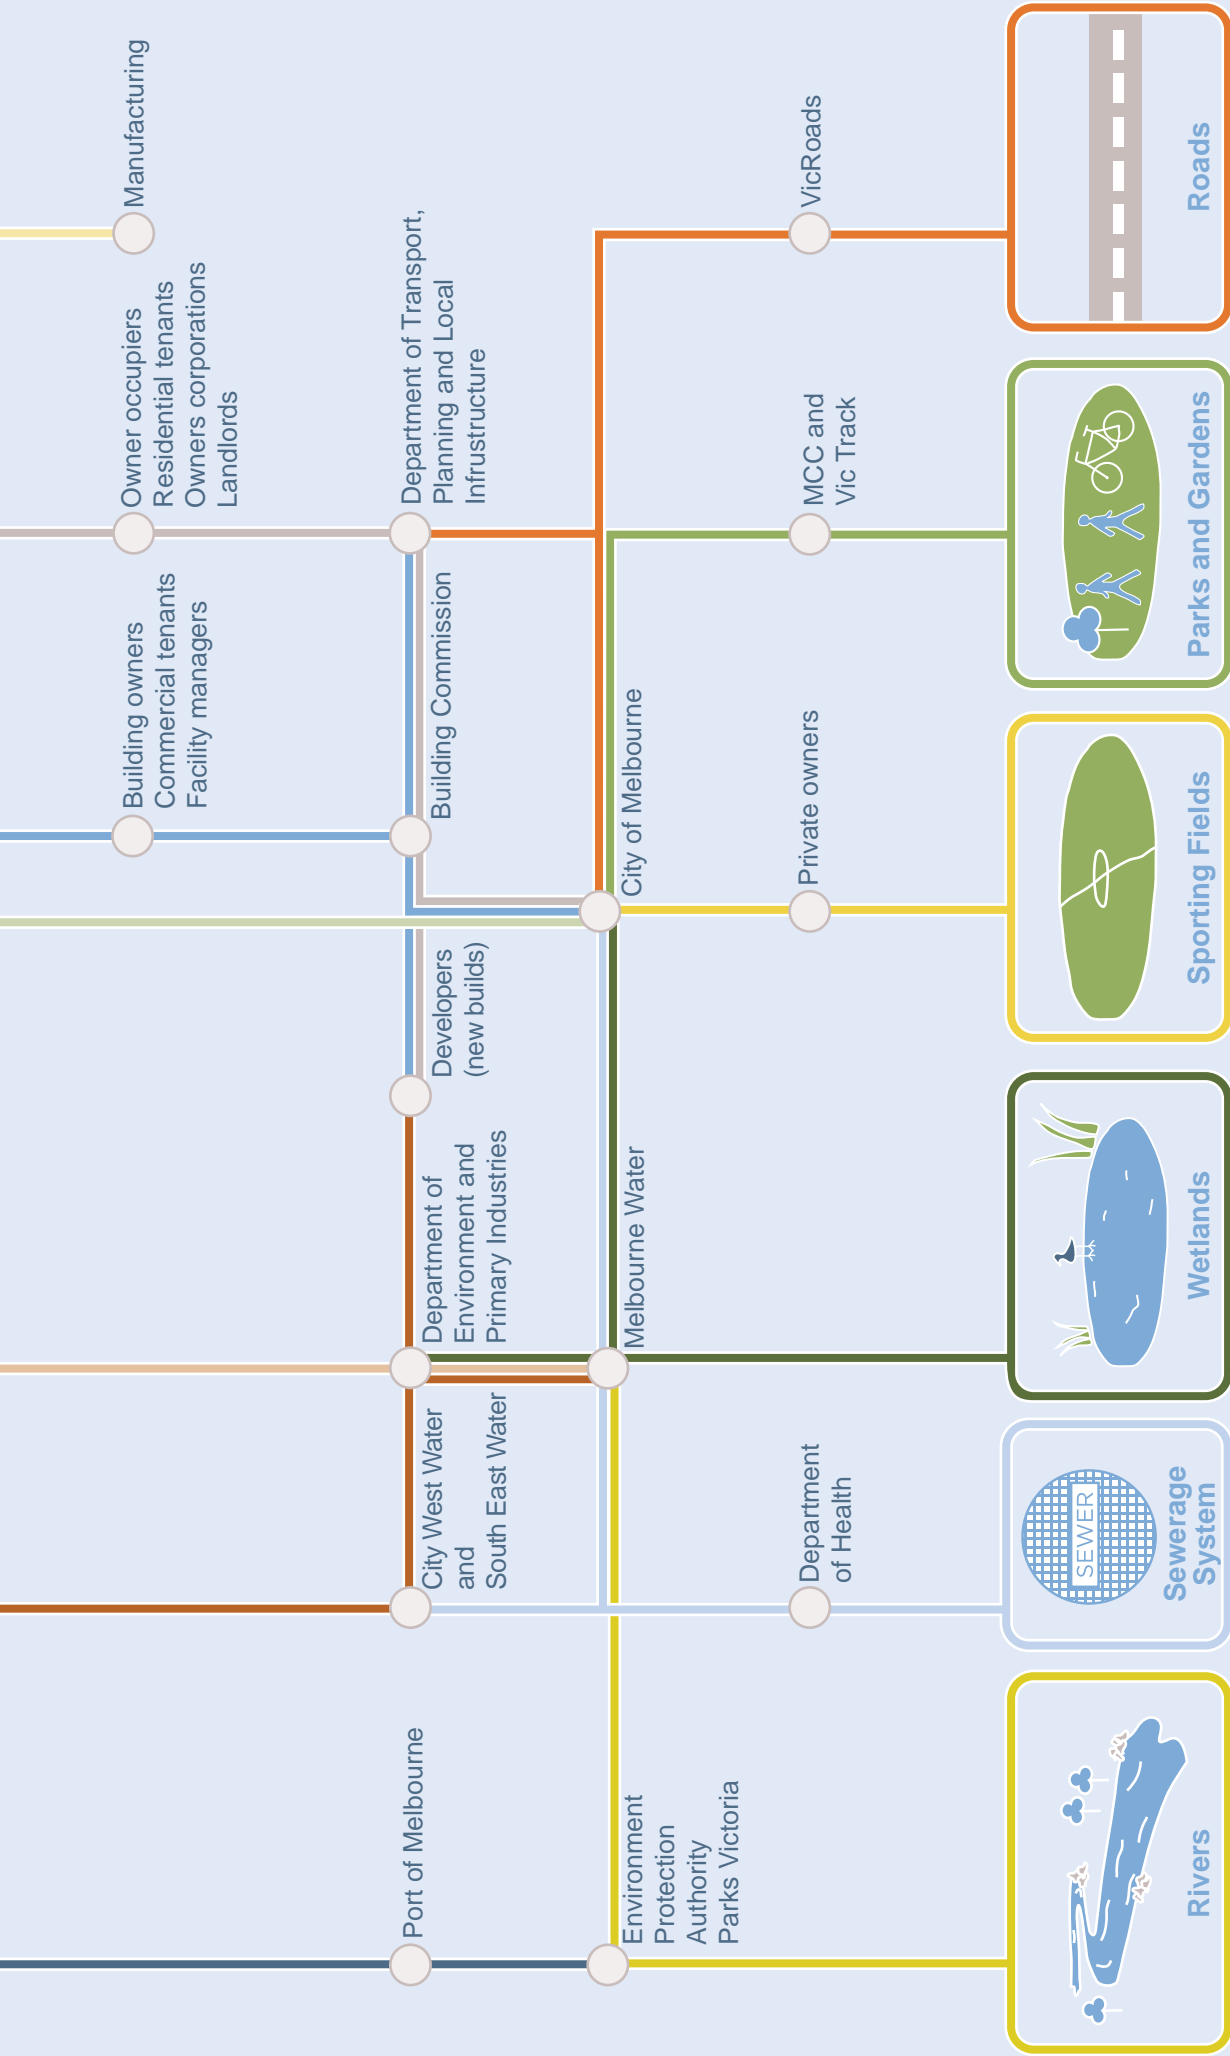 Manufacturing
Owner occupiers
Residential tenants
Owners corporations
Landlords
Building owners
Commercial tenants
Facility managers
Department of Transport,
Planning and Local
Infrustructure
Building Commission
Developers
(new builds)
Department of
Environment and
Primary Industries
City West Water
and
South East Water
Port of Melbourne
City of Melbourne
Melbourne Water
Environment
Protection
Authority
Parks Victoria
VicRoads
MCC and
Vic Track
Private owners
Department
of Health
Roads
Parks and Gardens
Sporting Fields
Wetlands
SEWER
Sewerage
System
Rivers